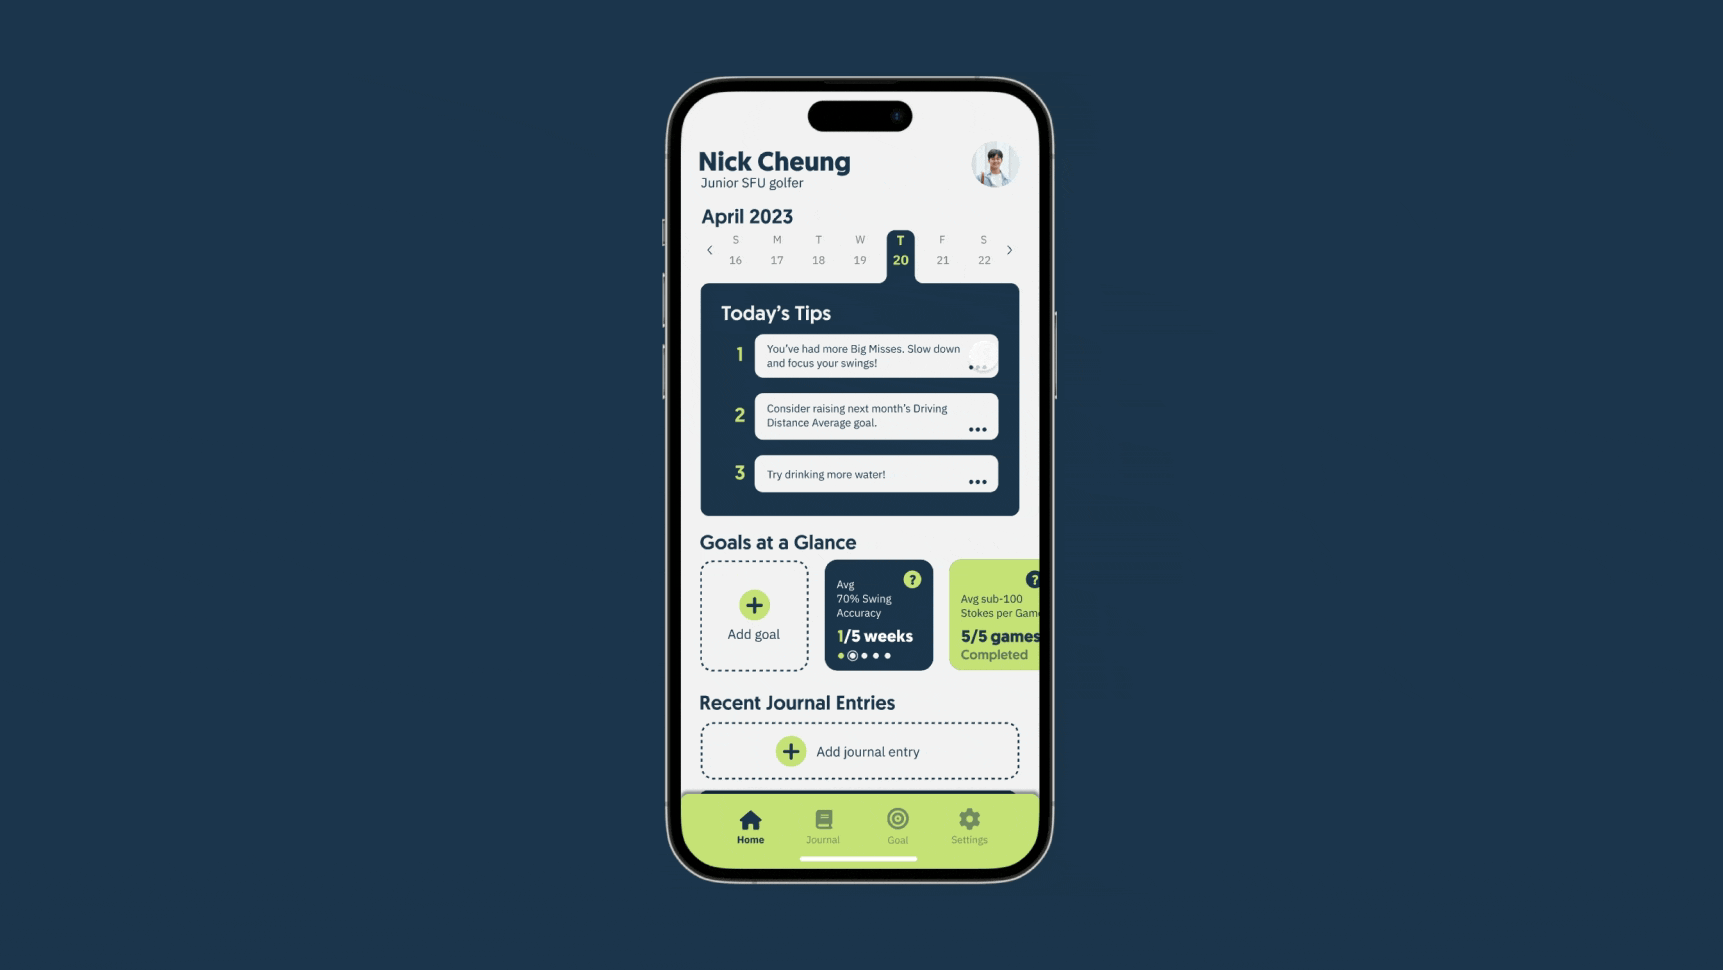 Nick Cheung
Junior SFU golfer
April 2023
S M T W T F S
16 17 18 19 20 21 22
Today's Tips
1
You've had more Big Misses. Slow down
and focus your swings!
2
Consider raising next month's Driving
Distance Average goal.
3
Try drinking more water!
Goals at a Glance
Add goal
?
Avg
70% Swing
Accuracy
1/5 weeks
?
Avg sub-100
Stokes per Game
5/5 games
Completed
Recent Journal Entries
Add journal entry
Home Journal Goal Settings